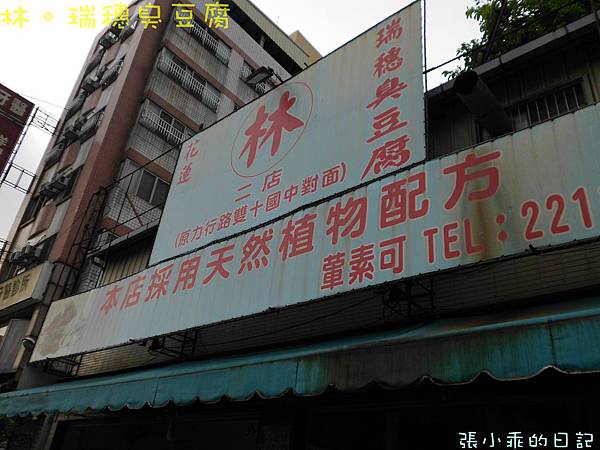 林。瑞穗臭豆腐
花蓮
林
瑞穗臭豆腐
二店
(原力行路雙十國中對面)
本店採用天然植物配方
葷素可 TEL:221
張小乖的日記